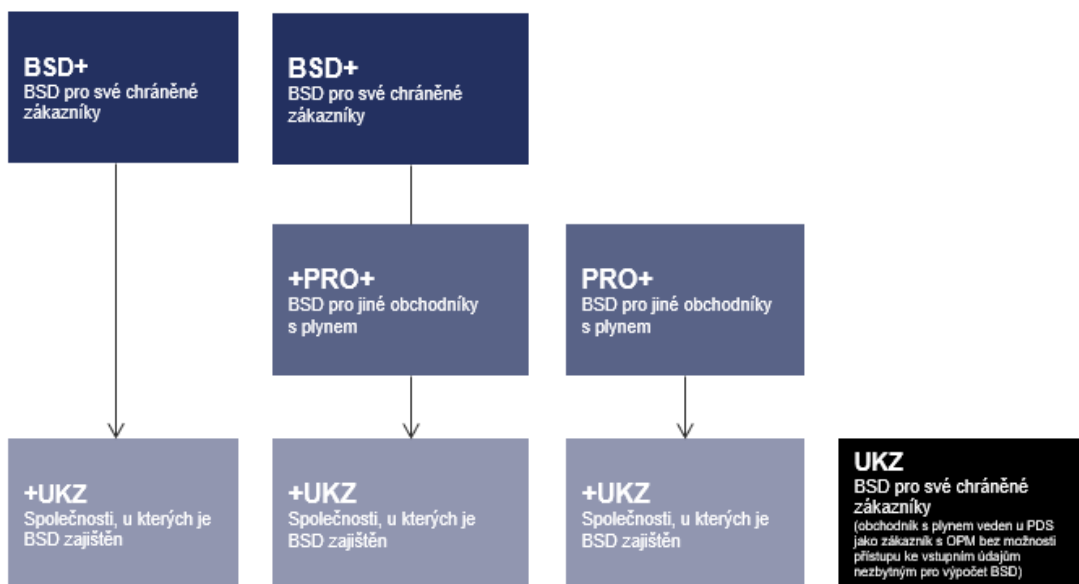 BSD+
BSD pro své chráněné
zákazníky
BSD+
BSD pro své chráněné
zákazníky
+PRO+
BSD pro jiné obchodníky
s plynem
PRO+
BSD pro jiné obchodníky
s plynem
+UKZ
Společnosti, u kterých je
BSD zajištěn
+UKZ
Společnosti, u kterých je
BSD zajištěn
+UKZ
Společnosti, u kterých je
BSD zajištěn
UKZ
BSD pro své chráněné
zákazníky
(obchodník s plynem veden u PDS
jako zákazník s OPM bez možnosti
přístupu ke vstupním údajům
nezbytným pro výpočet BSD)